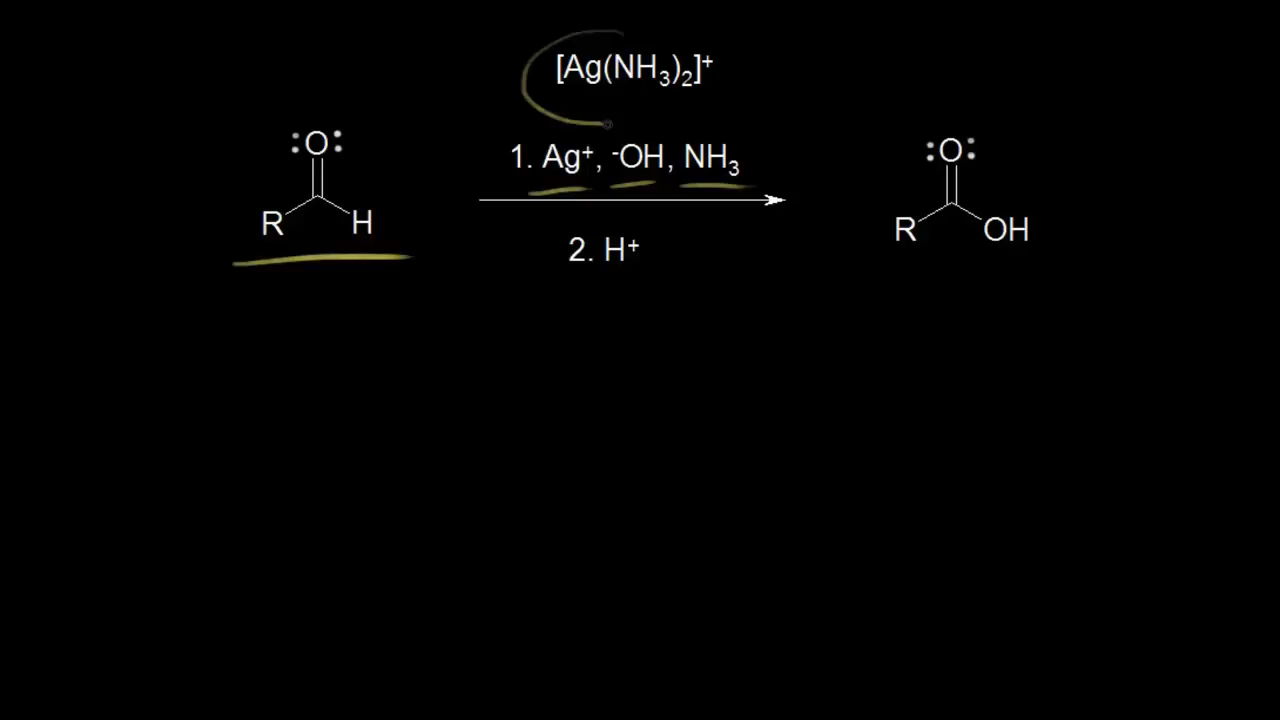 [Ag(NH₃)₂]⁺
:O:
1. Ag⁺, ⁻OH, NH₃
:O:
R H
2. H⁺
R OH